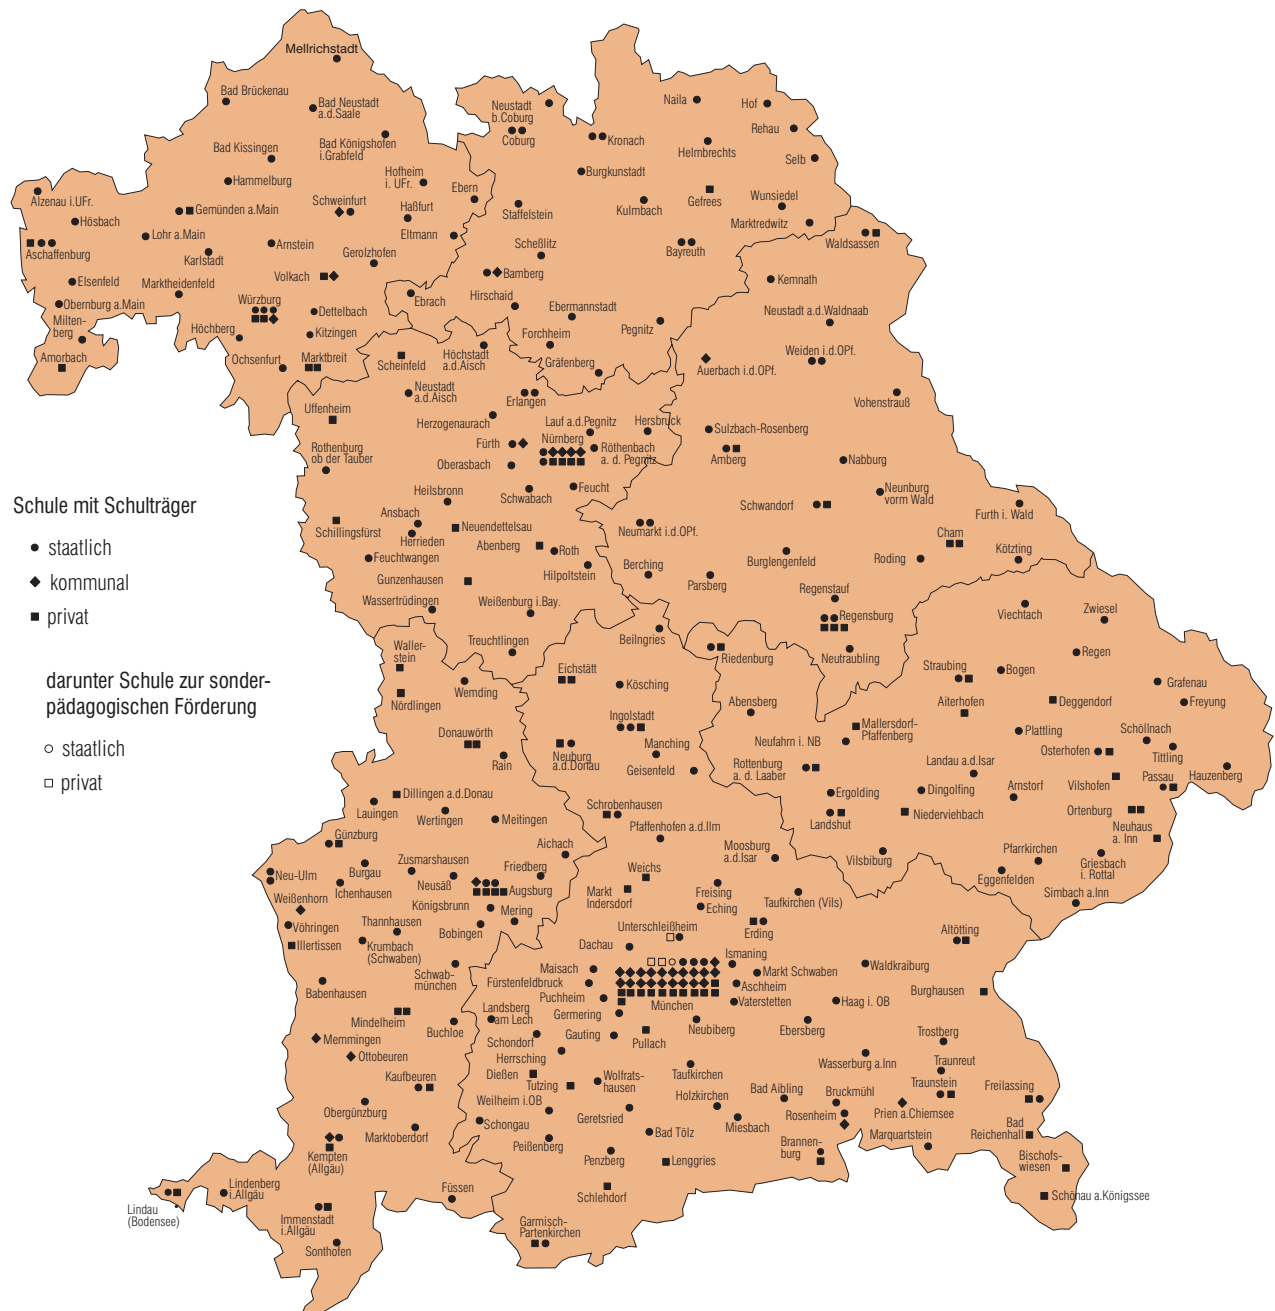 Mellrichstadt
Bad Brückenau
Bad Neustadt
a.d.Saale
Bad Königshofen
i.Grabfeld
Bad Kissingen
Hammelburg
Hofheim
i. UFr.
Ebern
Alzenau i.UFr.
Hösbach
Gemünden a.Main
Schweinfurt
Haßfurt
Eltmann
Lohr a.Main
Aschaffenburg
Karlstadt
Arnstein
Gerolzhofen
Volkach
Elsenfeld
Marktheidenfeld
Obernburg a.Main
Würzburg
Dettelbach
Milten-
berg
Höchberg
Kitzingen
Amorbach
Ochsenfurt
Marktbreit
Neustadt
b.Coburg
Coburg
Kronach
Naila
Hof
Rehau
Helmbrechts
Selb
Burgkunstadt
Gefrees
Wunsiedel
Staffelstein
Kulmbach
Marktredwitz
Scheßlitz
Bayreuth
Waldsassen
Bamberg
Hirschaid
Ebrach
Ebermannstadt
Pegnitz
Forchheim
Gräfenberg
Kemnath
Neustadt a.d.Waldnaab
Weiden i.d.OPf.
Auerbach i.d.OPf.
Vohenstrauß
Scheinfeld
Höchstadt
a.d.Aisch
Neustadt
a.d.Aisch
Erlangen
Uffenheim
Herzogenaurach
Lauf a.d.Pegnitz
Hersbruck
Sulzbach-Rosenberg
Rothenburg
ob der Tauber
Fürth
Nürnberg
Röthenbach
a. d. Pegnitz
Oberasbach
Amberg
Nabburg
Heilsbronn
Schwabach
Feucht
Schwandorf
Neunburg
vorm Wald
Furth i. Wald
Schillingsfürst
Ansbach
Herrieden
Neuendettelsau
Abenberg
Neumarkt i.d.OPf.
Cham
Kötzting
Feuchtwangen
Roth
Hilpoltstein
Berching
Parsberg
Burglengenfeld
Roding
Gunzenhausen
Wassertrüdingen
Weißenburg i.Bay.
Regenstauf
Regensburg
Viechtach
Zwiesel
Treuchtlingen
Beilngries
Riedenburg
Neutraubling
Regen
Schule mit Schulträger
staatlich
kommunal
privat
darunter Schule zur sonder-
pädagogischen Förderung
staatlich
privat
Waller-
stein
Nördlingen
Wemding
Eichstätt
Kösching
Straubing
Bogen
Grafenau
Freyung
Abensberg
Aiterhofen
Deggendorf
Donauwörth
Rain
Ingolstadt
Neuburg
a.d.Donau
Manching
Geisenfeld
Neufahrn i. NB
Mallersdorf-
Pfaffenberg
Plattling
Schöllnach
Osterhofen
Tittling
Rottenburg
a. d. Laaber
Landau a.d.Isar
Vilshofen
Passau
Hauzenberg
Dillingen a.d.Donau
Lauingen
Wertingen
Meitingen
Schrobenhausen
Pfaffenhofen a.d.Ilm
Ergolding
Dingolfing
Arnstorf
Landshut
Niederviehbach
Ortenburg
Neuhaus
a. Inn
Günzburg
Aichach
Moosburg
a.d.Isar
Vilsbiburg
Pfarrkirchen
Griesbach
i. Rottal
Neu-Ulm
Burgau
Zusmarshausen
Friedberg
Weichs
Freising
Taufkirchen (Vils)
Eggenfelden
Simbach a.Inn
Ichenhausen
Neusäß
Augsburg
Markt
Indersdorf
Eching
Weißenhorn
Königsbrunn
Mering
Vöhringen
Thannhausen
Bobingen
Unterschleißheim
Erding
Altötting
Illertissen
Krumbach
(Schwaben)
Dachau
Ismaning
Waldkraiburg
Babenhausen
Schwab-
münchen
Maisach
Fürstenfeldbruck
Markt Schwaben
Aschheim
Burghausen
Mindelheim
Buchloe
Landsberg
am Lech
Puchheim
Germering
München
Vaterstetten
Haag i. OB
Memmingen
Ottobeuren
Schondorf
Gauting
Pullach
Neubiberg
Ebersberg
Trostberg
Herrsching
Kaufbeuren
Dießen
Tutzing
Wolfrats-
hausen
Taufkirchen
Wasserburg a.Inn
Traunreut
Traunstein
Freilassing
Obergünzburg
Weilheim i.OB
Geretsried
Holzkirchen
Bad Aibling
Bruckmühl
Rosenheim
Prien a.Chiemsee
Schongau
Miesbach
Marktoberdorf
Kempten
(Allgäu)
Peißenberg
Bad Tölz
Marquartstein
Bad
Reichenhall
Penzberg
Lenggries
Brannen-
burg
Bischofs-
wiesen
Lindau
(Bodensee)
Lindenberg
i.Allgäu
Füssen
Schlehdorf
Schönau a.Königssee
Immenstadt
i.Allgäu
Sonthofen
Garmisch-
Partenkirchen